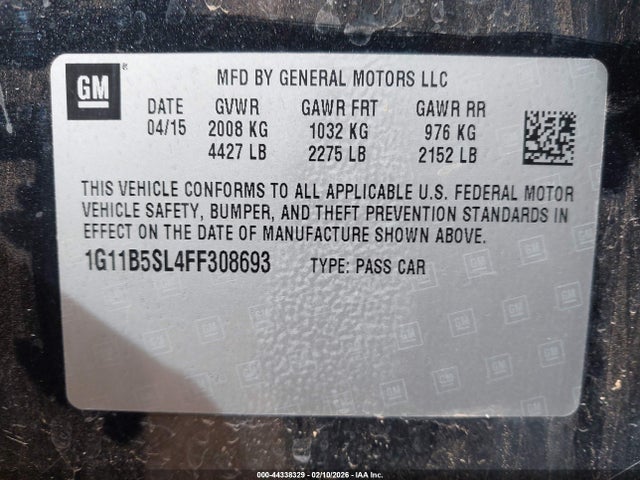 GM
®
MFD BY GENERAL MOTORS LLC
DATE GVWR GAWR FRT GAWR RR
04/15 2008 KG 1032 KG 976 KG
4427 LB 2275 LB 2152 LB
THIS VEHICLE CONFORMS TO ALL APPLICABLE U.S. FEDERAL MOTOR
VEHICLE SAFETY, BUMPER, AND THEFT PREVENTION STANDARDS IN
EFFECT ON THE DATE OF MANUFACTURE SHOWN ABOVE.
1G11B5SL4FF308693 TYPE: PASS CAR
000-44338329 - 02/10/2026 - IAA Inc.